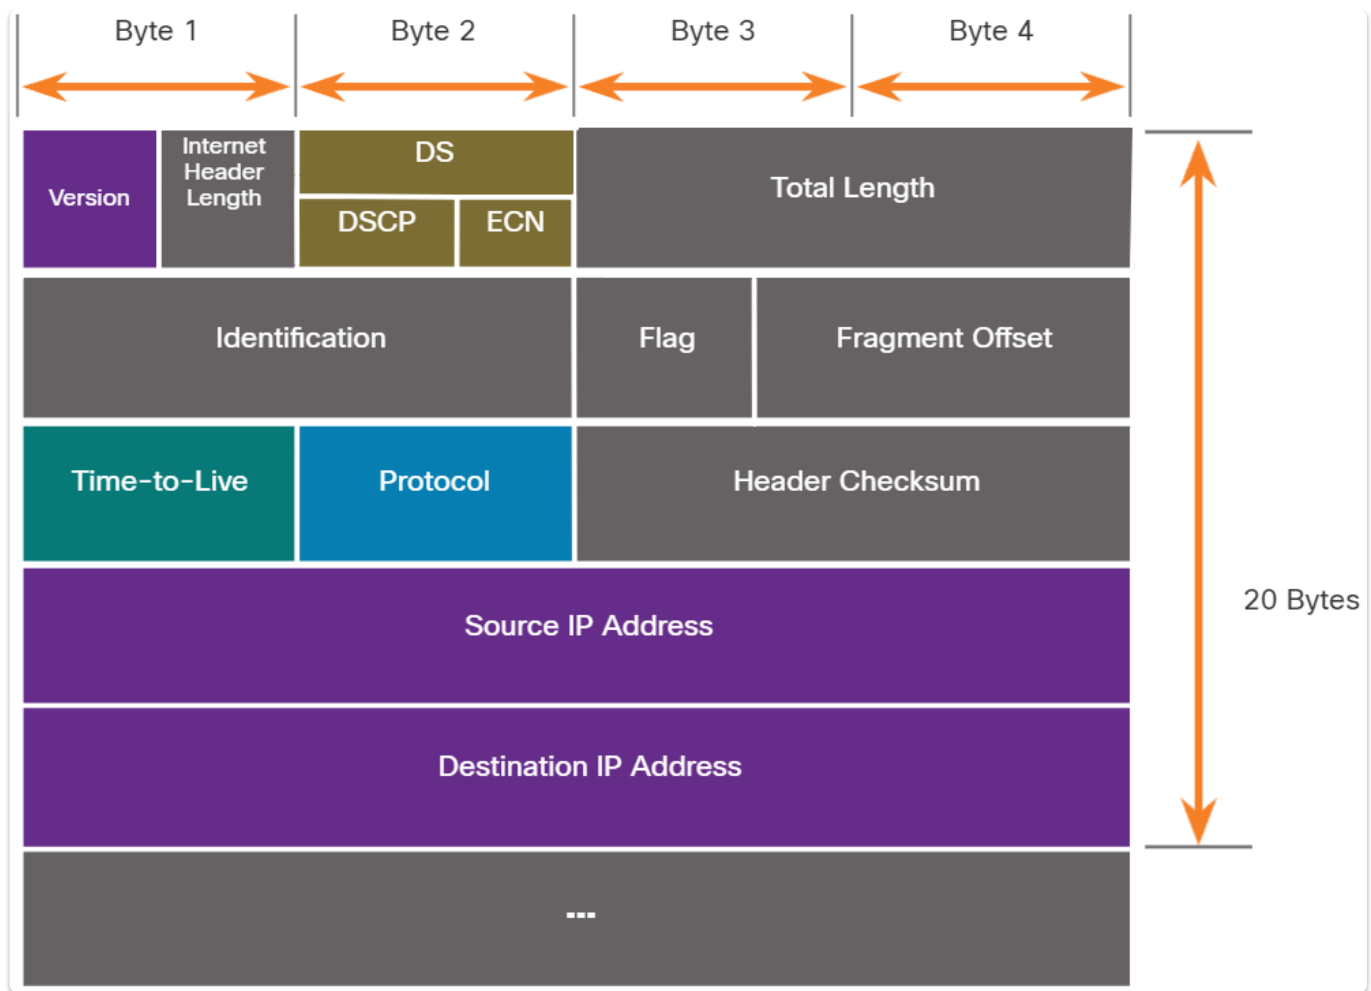 Byte 1
Byte 2
Byte 3
Byte 4
Version
Internet
Header
Length
DS
DSCP
ECN
Total Length
Identification
Flag
Fragment Offset
Time-to-Live
Protocol
Header Checksum
Source IP Address
20 Bytes
Destination IP Address
...